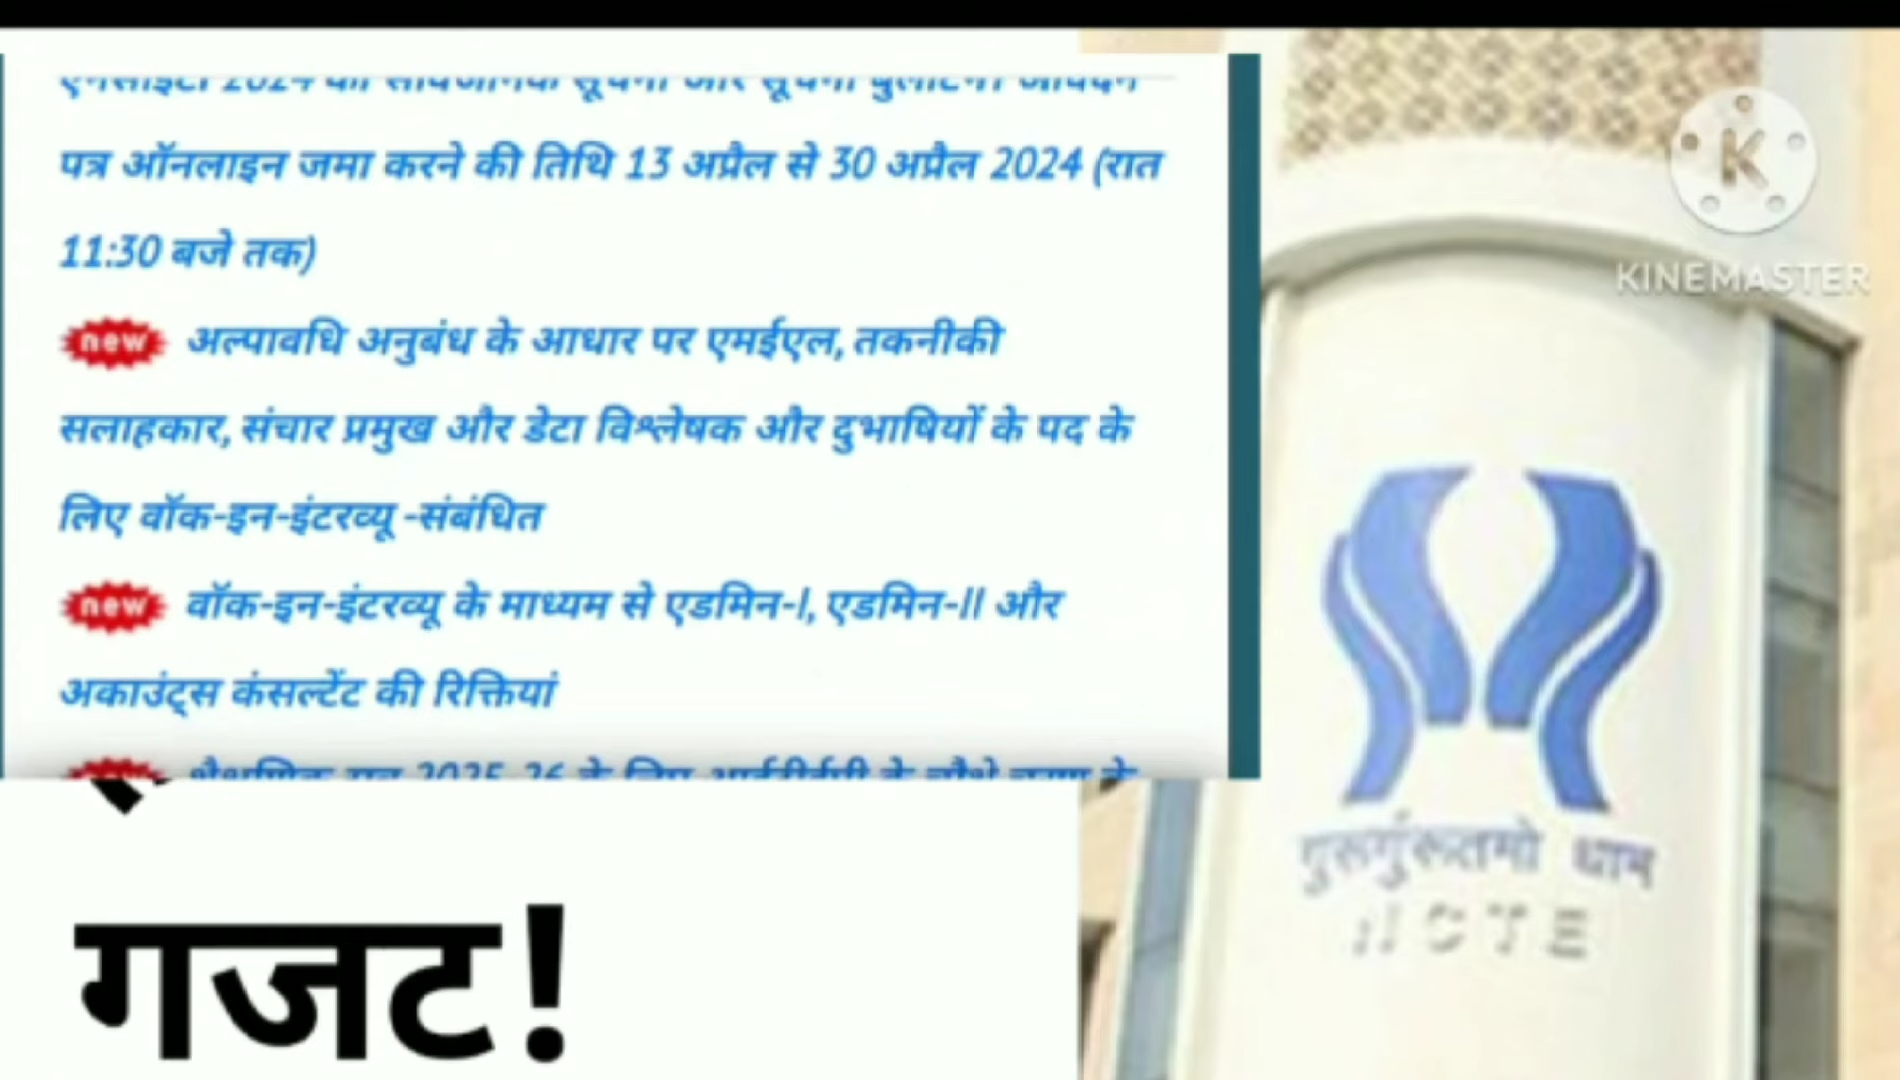 पत्र ऑनलाइन जमा करने की तिथि 13 अप्रैल से 30 अप्रैल 2024 (रात
11:30 बजे तक)
new अल्पावधि अनुबंध के आधार पर एमईएल, तकनीकी
सलाहकार, संचार प्रमुख और डेटा विश्लेषक और दुभाषियों के पद के
लिए वॉक-इन-इंटरव्यू -संबंधित
new वॉक-इन-इंटरव्यू के माध्यम से एडमिन-I, एडमिन-II और
अकाउंट्स कंसल्टेंट की रिक्तियां
गजट!
K
KINEMASTER
गुरुर्गुरुतमो धाम
NCTE